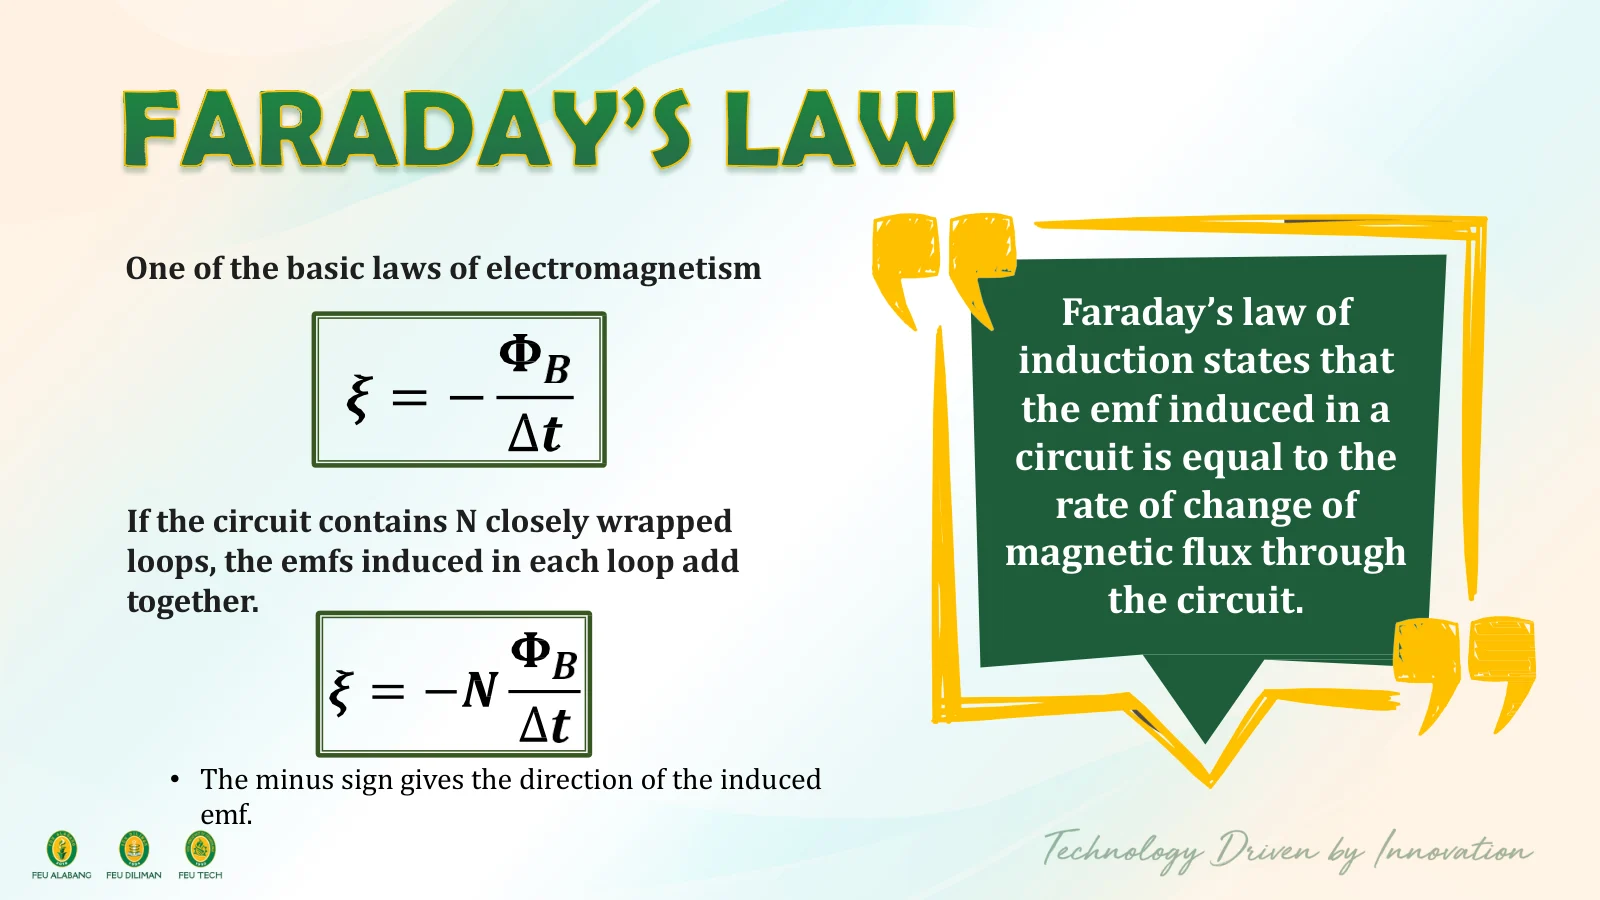 FARADAY’S LAW
One of the basic laws of electromagnetism
ξ = − Φ_B / Δt
If the circuit contains N closely wrapped
loops, the emfs induced in each loop add
together.
ξ = −N Φ_B / Δt
• The minus sign gives the direction of the induced
emf.
Faraday’s law of
induction states that
the emf induced in a
circuit is equal to the
rate of change of
magnetic flux through
the circuit.
FEU ALABANG FEU DILIMAN FEU TECH
Technology Driven by Innovation